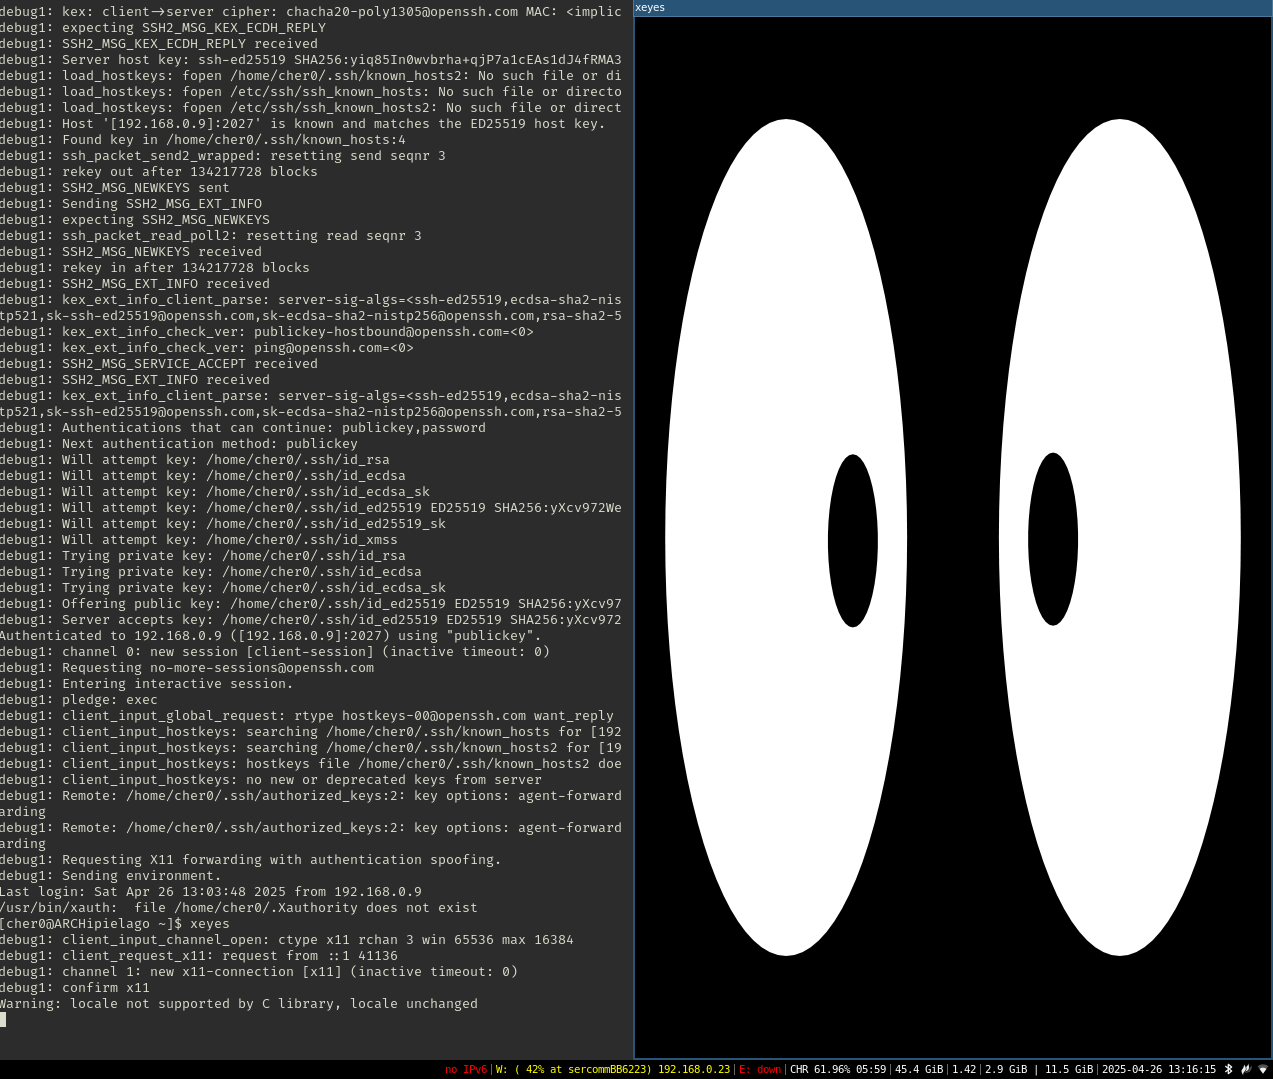 debug1: kex: client→server cipher: chacha20-poly1305@openssh.com MAC: <implic
debug1: expecting SSH2_MSG_KEX_ECDH_REPLY
debug1: SSH2_MSG_KEX_ECDH_REPLY received
debug1: Server host key: ssh-ed25519 SHA256:yiq85In0wvbrha+qjP7a1cEAs1dJ4fRMA3
debug1: load_hostkeys: fopen /home/cher0/.ssh/known_hosts2: No such file or di
debug1: load_hostkeys: fopen /etc/ssh/ssh_known_hosts: No such file or directo
debug1: load_hostkeys: fopen /etc/ssh/ssh_known_hosts2: No such file or direct
debug1: Host '[192.168.0.9]:2027' is known and matches the ED25519 host key.
debug1: Found key in /home/cher0/.ssh/known_hosts:4
debug1: ssh_packet_send2_wrapped: resetting send seqnr 3
debug1: rekey out after 134217728 blocks
debug1: SSH2_MSG_NEWKEYS sent
debug1: Sending SSH2_MSG_EXT_INFO
debug1: expecting SSH2_MSG_NEWKEYS
debug1: ssh_packet_read_poll2: resetting read seqnr 3
debug1: SSH2_MSG_NEWKEYS received
debug1: rekey in after 134217728 blocks
debug1: SSH2_MSG_EXT_INFO received
debug1: kex_ext_info_client_parse: server-sig-algs=<ssh-ed25519,ecdsa-sha2-nis
tp521,sk-ssh-ed25519@openssh.com,sk-ecdsa-sha2-nistp256@openssh.com,rsa-sha2-5
debug1: kex_ext_info_check_ver: publickey-hostbound@openssh.com=<0>
debug1: kex_ext_info_check_ver: ping@openssh.com=<0>
debug1: SSH2_MSG_SERVICE_ACCEPT received
debug1: SSH2_MSG_EXT_INFO received
debug1: kex_ext_info_client_parse: server-sig-algs=<ssh-ed25519,ecdsa-sha2-nis
tp521,sk-ssh-ed25519@openssh.com,sk-ecdsa-sha2-nistp256@openssh.com,rsa-sha2-5
debug1: Authentications that can continue: publickey,password
debug1: Next authentication method: publickey
debug1: Will attempt key: /home/cher0/.ssh/id_rsa
debug1: Will attempt key: /home/cher0/.ssh/id_ecdsa
debug1: Will attempt key: /home/cher0/.ssh/id_ecdsa_sk
debug1: Will attempt key: /home/cher0/.ssh/id_ed25519 ED25519 SHA256:yXcv972We
debug1: Will attempt key: /home/cher0/.ssh/id_ed25519_sk
debug1: Will attempt key: /home/cher0/.ssh/id_xmss
debug1: Trying private key: /home/cher0/.ssh/id_rsa
debug1: Trying private key: /home/cher0/.ssh/id_ecdsa
debug1: Trying private key: /home/cher0/.ssh/id_ecdsa_sk
debug1: Offering public key: /home/cher0/.ssh/id_ed25519 ED25519 SHA256:yXcv97
debug1: Server accepts key: /home/cher0/.ssh/id_ed25519 ED25519 SHA256:yXcv972
Authenticated to 192.168.0.9 ([192.168.0.9]:2027) using "publickey".
debug1: channel 0: new session [client-session] (inactive timeout: 0)
debug1: Requesting no-more-sessions@openssh.com
debug1: Entering interactive session.
debug1: pledge: exec
debug1: client_input_global_request: rtype hostkeys-00@openssh.com want_reply
debug1: client_input_hostkeys: searching /home/cher0/.ssh/known_hosts for [192
debug1: client_input_hostkeys: searching /home/cher0/.ssh/known_hosts2 for [19
debug1: client_input_hostkeys: hostkeys file /home/cher0/.ssh/known_hosts2 doe
debug1: client_input_hostkeys: no new or deprecated keys from server
debug1: Remote: /home/cher0/.ssh/authorized_keys:2: key options: agent-forward
arding
debug1: Remote: /home/cher0/.ssh/authorized_keys:2: key options: agent-forward
arding
debug1: Requesting X11 forwarding with authentication spoofing.
debug1: Sending environment.
Last login: Sat Apr 26 13:03:48 2025 from 192.168.0.9
/usr/bin/xauth:  file /home/cher0/.Xauthority does not exist
[cher0@ARCHipielago ~]$ xeyes
debug1: client_input_channel_open: ctype x11 rchan 3 win 65536 max 16384
debug1: client_request_x11: request from ::1 41136
debug1: channel 1: new x11-connection [x11] (inactive timeout: 0)
debug1: confirm x11
Warning: locale not supported by C library, locale unchanged
xeyes
no IPv6|W: ( 42% at sercommBB6223) 192.168.0.23|E: down|CHR 61.96% 05:59|45.4 GiB|1.42|2.9 GiB | 11.5 GiB|2025-04-26 13:16:15